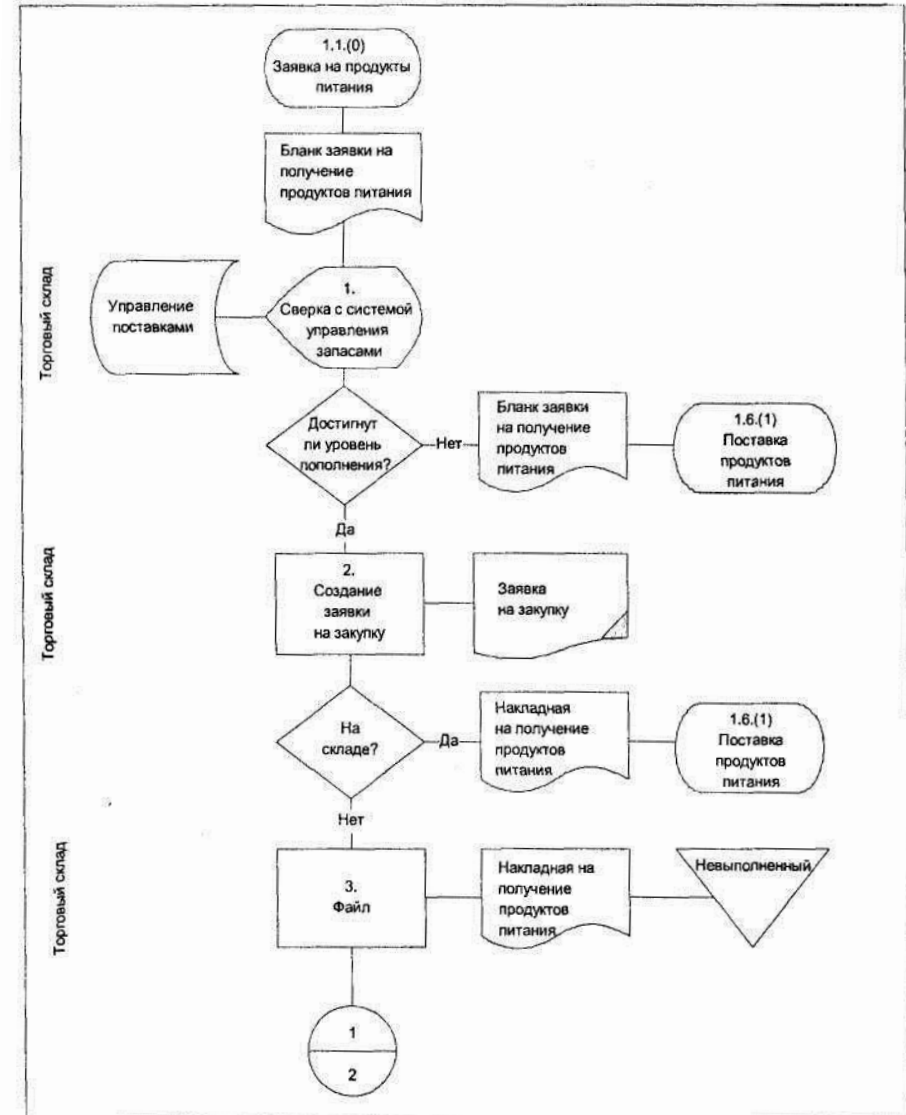 1.1.(0)
Заявка на продукты
питания
Бланк заявки на
получение
продуктов питания
Торговый склад
Управление
поставками
1.
Сверка с системой
управления
запасами
Достигнут
ли уровень
пополнения?
Нет
Бланк заявки
на получение
продуктов
питания
1.6.(1)
Поставка
продуктов
питания
Да
Торговый склад
2.
Создание
заявки
на закупку
Заявка
на закупку
На
складе?
Да
Накладная
на получение
продуктов
питания
1.6.(1)
Поставка
продуктов
питания
Нет
Торговый склад
3.
Файл
Накладная на
получение
продуктов
питания
Невыполненный
1
2